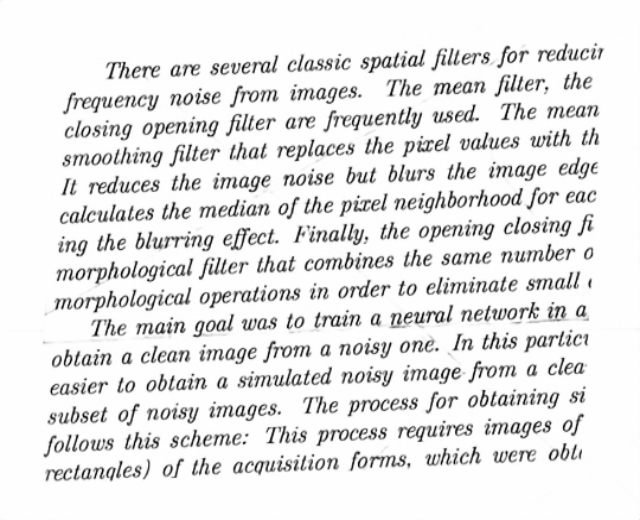 There are several classic spatial filters for reducin
frequency noise from images. The mean filter, the
closing opening filter are frequently used. The mean
smoothing filter that replaces the pixel values with th
It reduces the image noise but blurs the image edge
calculates the median of the pixel neighborhood for eac
ing the blurring effect. Finally, the opening closing fi
morphological filter that combines the same number o
morphological operations in order to eliminate small
The main goal was to train a neural network in a
obtain a clean image from a noisy one. In this particu
easier to obtain a simulated noisy image from a clea
subset of noisy images. The process for obtaining si
follows this scheme: This process requires images of
rectangles) of the acquisition forms, which were obt